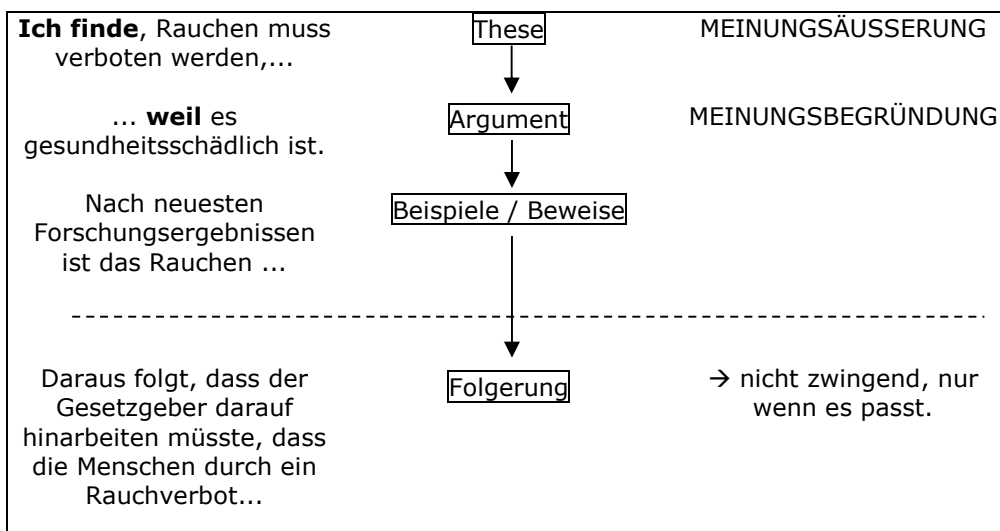 Ich finde, Rauchen muss
verboten werden,…
These
MEINUNGSÄUSSERUNG
… weil es
gesundheitsschädlich ist.
Argument
MEINUNGSBEGRÜNDUNG
Nach neuesten
Forschungsergebnissen
ist das Rauchen …
Beispiele / Beweise
Daraus folgt, dass der
Gesetzgeber darauf
hinarbeiten müsste, dass
die Menschen durch ein
Rauchverbot…
Folgerung
→ nicht zwingend, nur
wenn es passt.